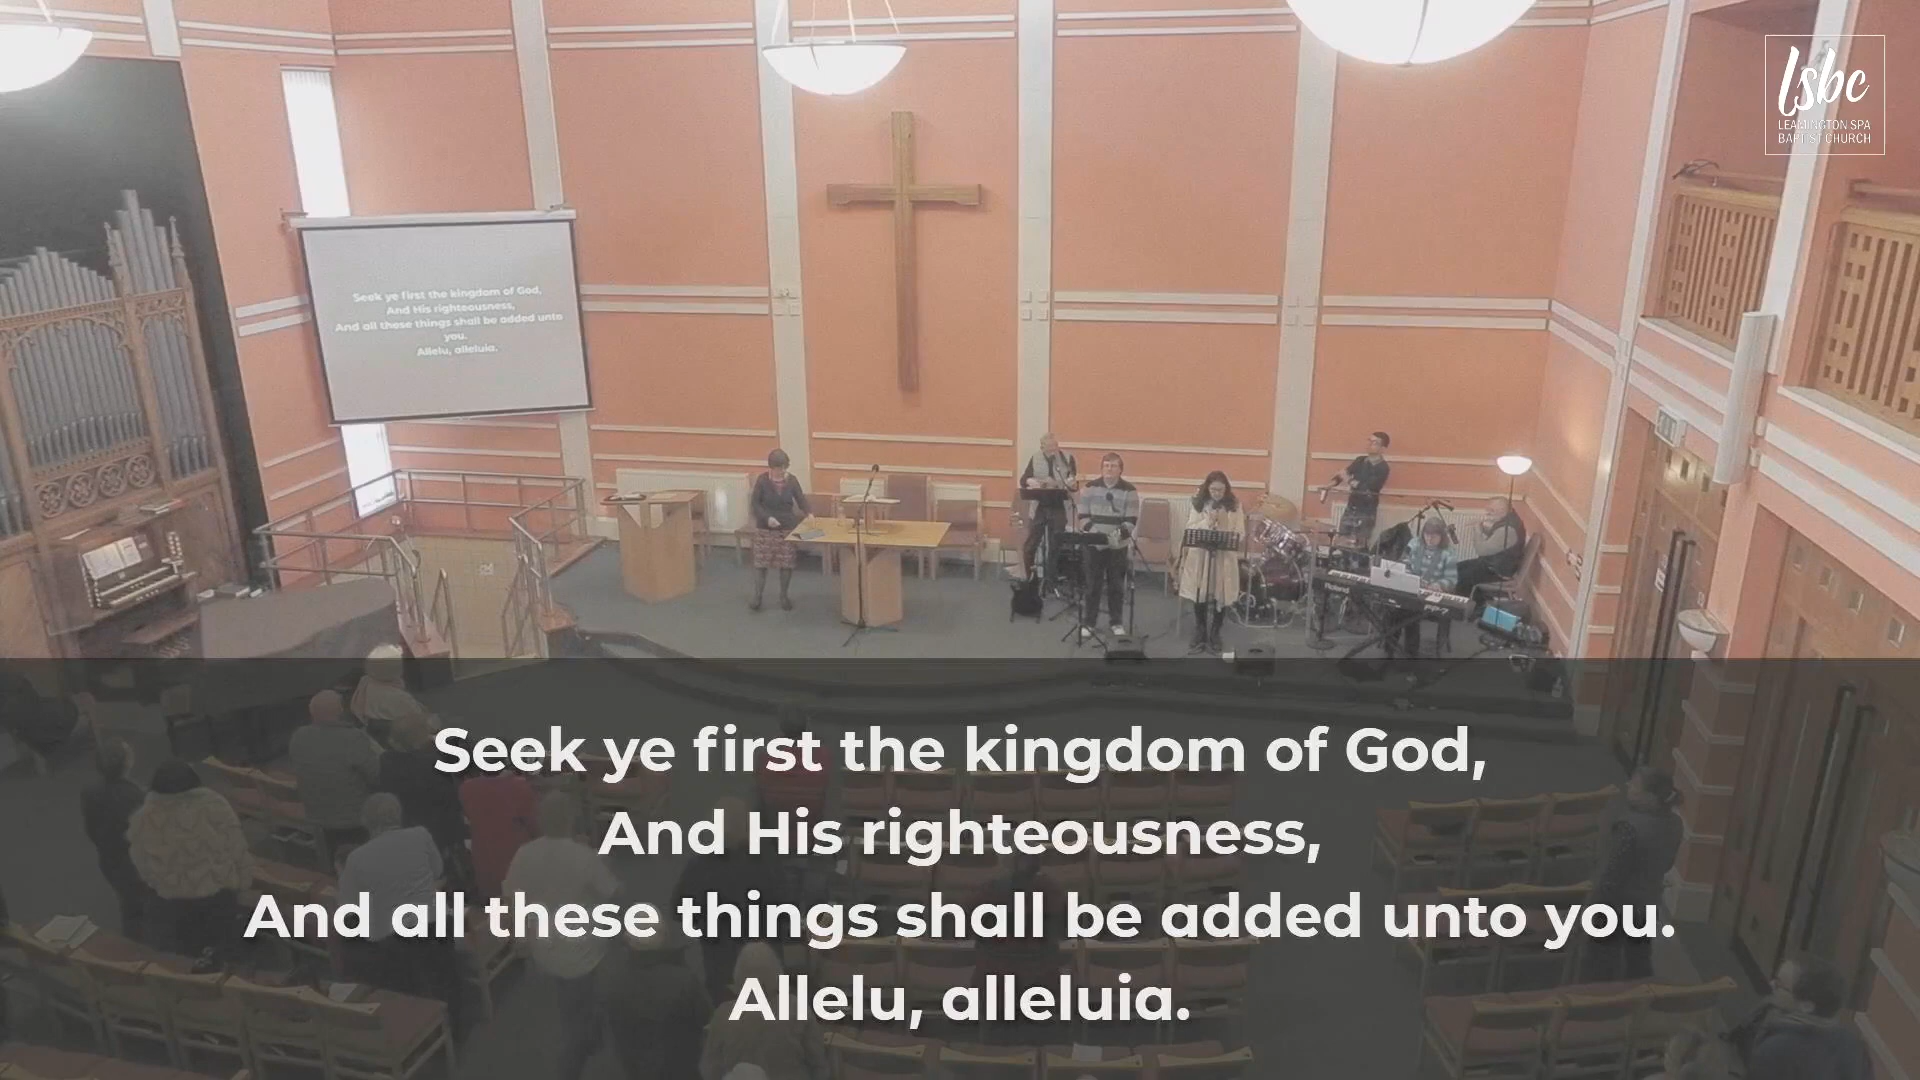 lsbc
LEAMINGTON SPA
BAPTIST CHURCH
Seek ye first the kingdom of God,
And His righteousness,
And all these things shall be added unto
you.
Allelu, alleluia.
Roland
Seek ye first the kingdom of God,
And His righteousness,
And all these things shall be added unto you.
Allelu, alleluia.